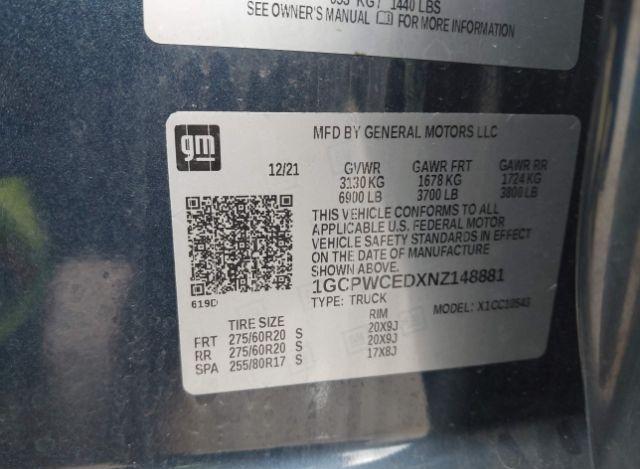 KG / 1440 LBS
SEE OWNER'S MANUAL FOR MORE INFORMATION
gm
MFD BY GENERAL MOTORS LLC
12/21 GVWR GAWR FRT GAWR RR
3130 KG 1678 KG 1724 KG
6900 LB 3700 LB 3800 LB
THIS VEHICLE CONFORMS TO ALL
APPLICABLE U.S. FEDERAL MOTOR
VEHICLE SAFETY STANDARDS IN EFFECT
ON THE DATE OF MANUFACTURE
SHOWN ABOVE.
1GCPWCEDXNZ148881
619D
TYPE: TRUCK MODEL: X1CC10543
TIRE SIZE RIM
FRT 275/60R20 S 20X9J
RR 275/60R20 S 20X9J
SPA 255/80R17 S 17X8J